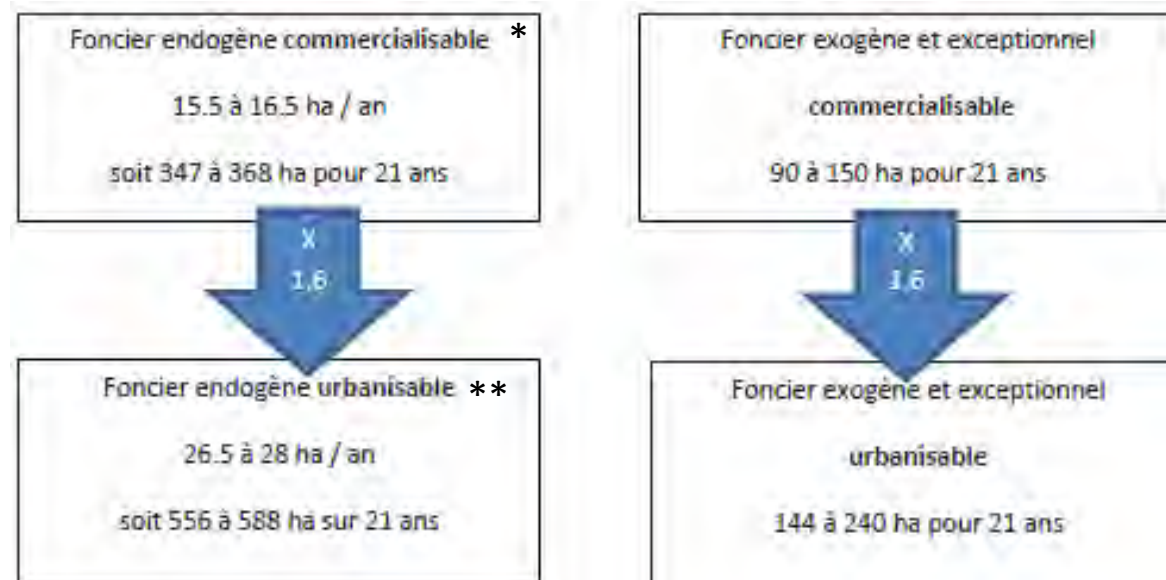 Foncier endogène commercialisable *
15.5 à 16.5 ha / an
soit 347 à 368 ha pour 21 ans
X
1,6
Foncier endogène urbanisable **
26.5 à 28 ha / an
soit 556 à 588 ha sur 21 ans
Foncier exogène et exceptionnel
commercialisable
90 à 150 ha pour 21 ans
X
1,6
Foncier exogène et exceptionnel
urbanisable
144 à 240 ha pour 21 ans